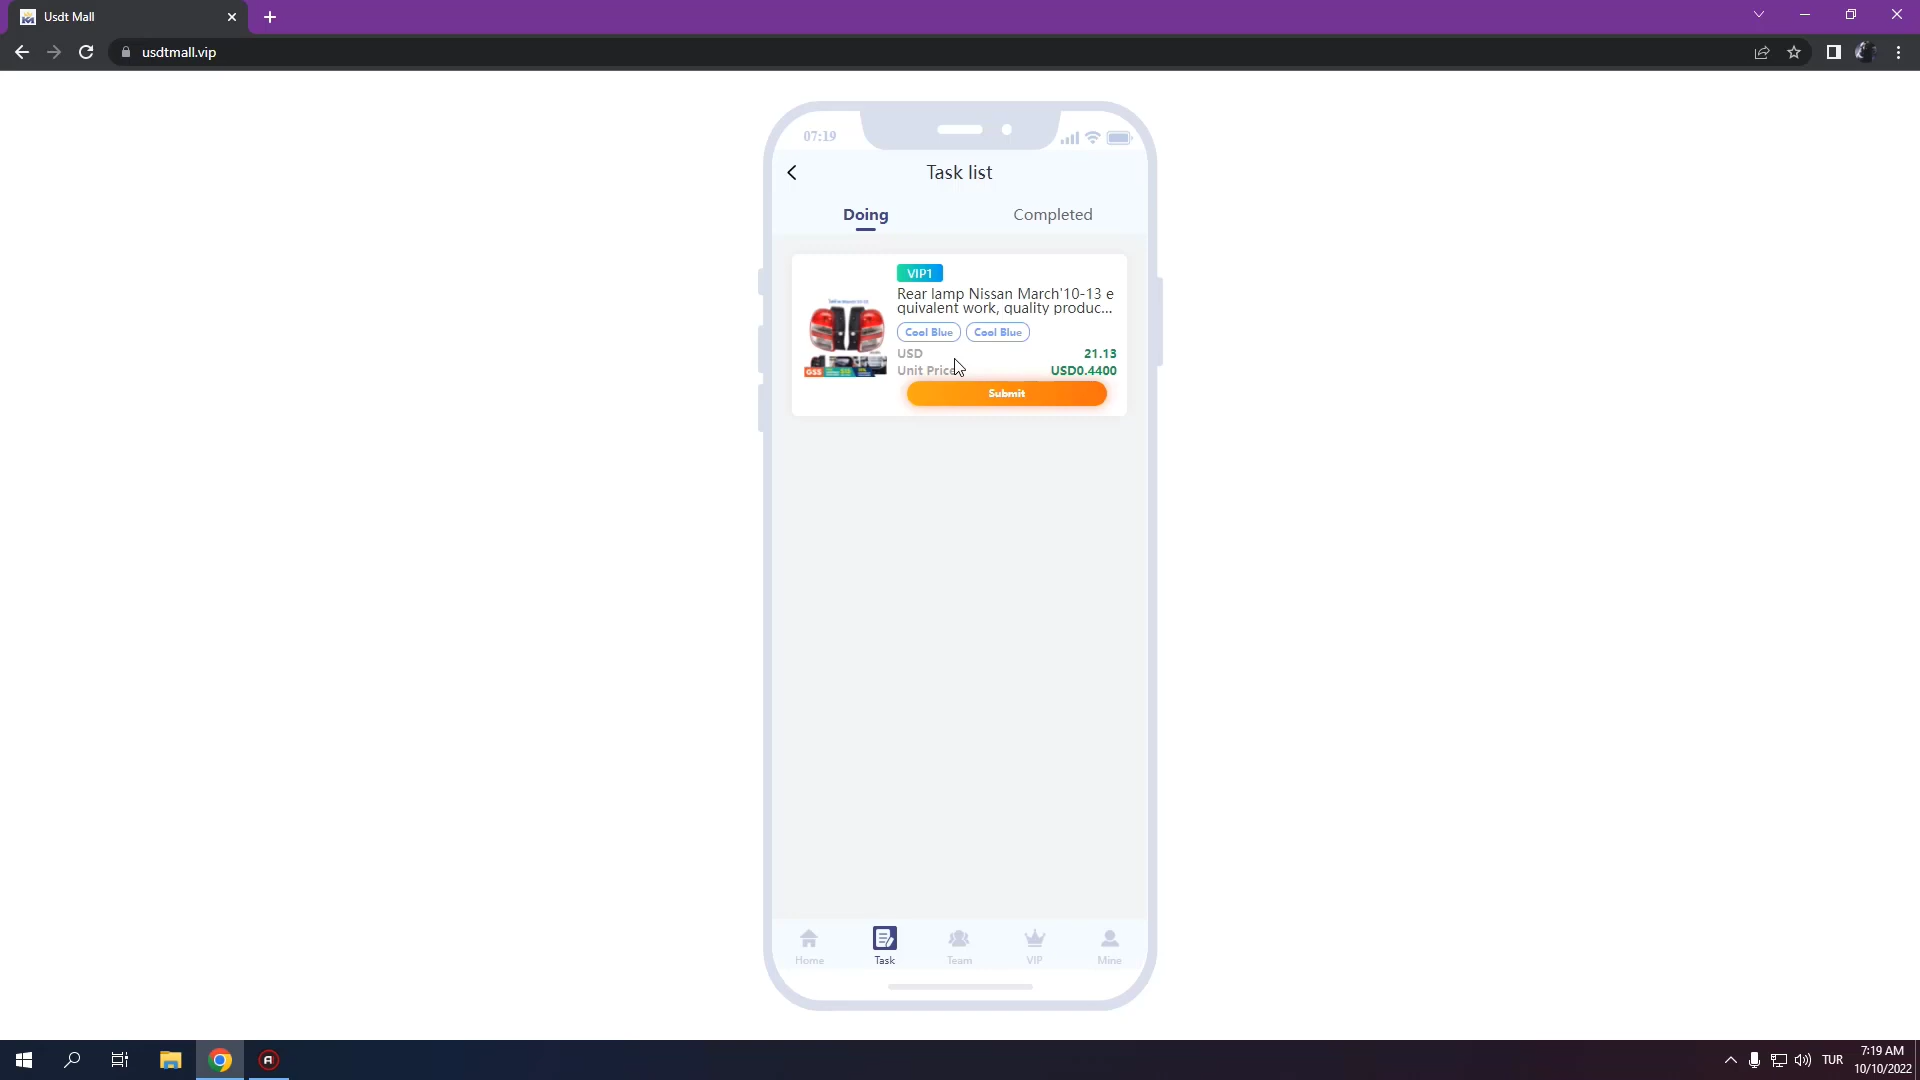 Usdt Mall
usdtmall.vip
07:19
Task list
Doing
Completed
VIP1
Rear lamp Nissan March'10-13 e
quivalent work, quality produc...
Cool Blue
Cool Blue
USD
21.13
Unit Price
USD0.4400
GSS
Submit
Home
Task
Team
VIP
Mine
TUR
7:19 AM
10/10/2022